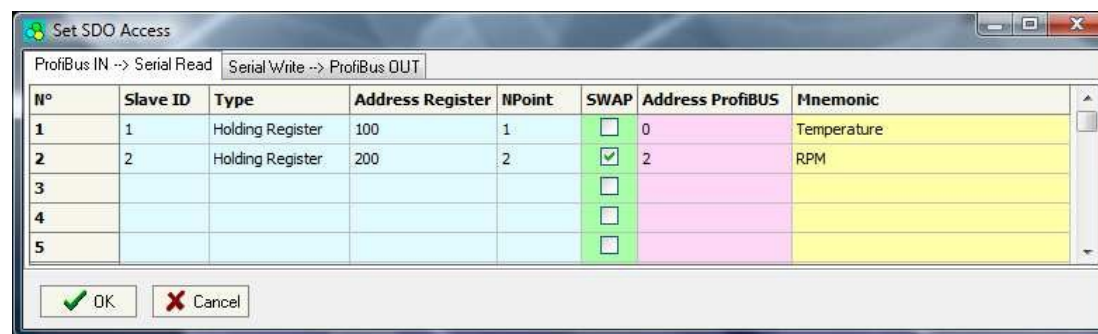 Set SDO Access
ProfiBus IN --> Serial Read Serial Write --> ProfiBus OUT
N° Slave ID Type Address Register NPoint SWAP Address ProfiBUS Mnemonic
1 1 Holding Register 100 1 0 Temperature
2 2 Holding Register 200 2 2 RPM
3
4
5
OK Cancel